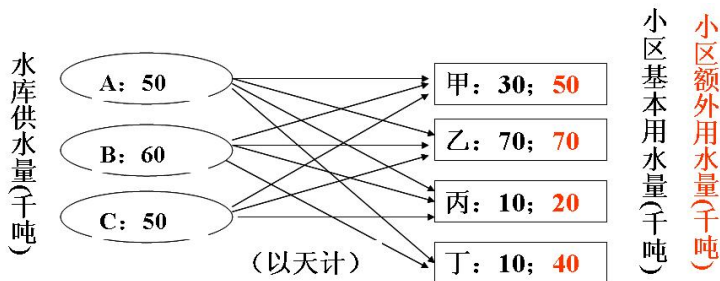 水库供水量(千吨)
A：50
B：60
C：50
(以天计)
甲：30；50
乙：70；70
丙：10；20
丁：10；40
小区基本用水量(千吨)
小区额外用水量(千吨)